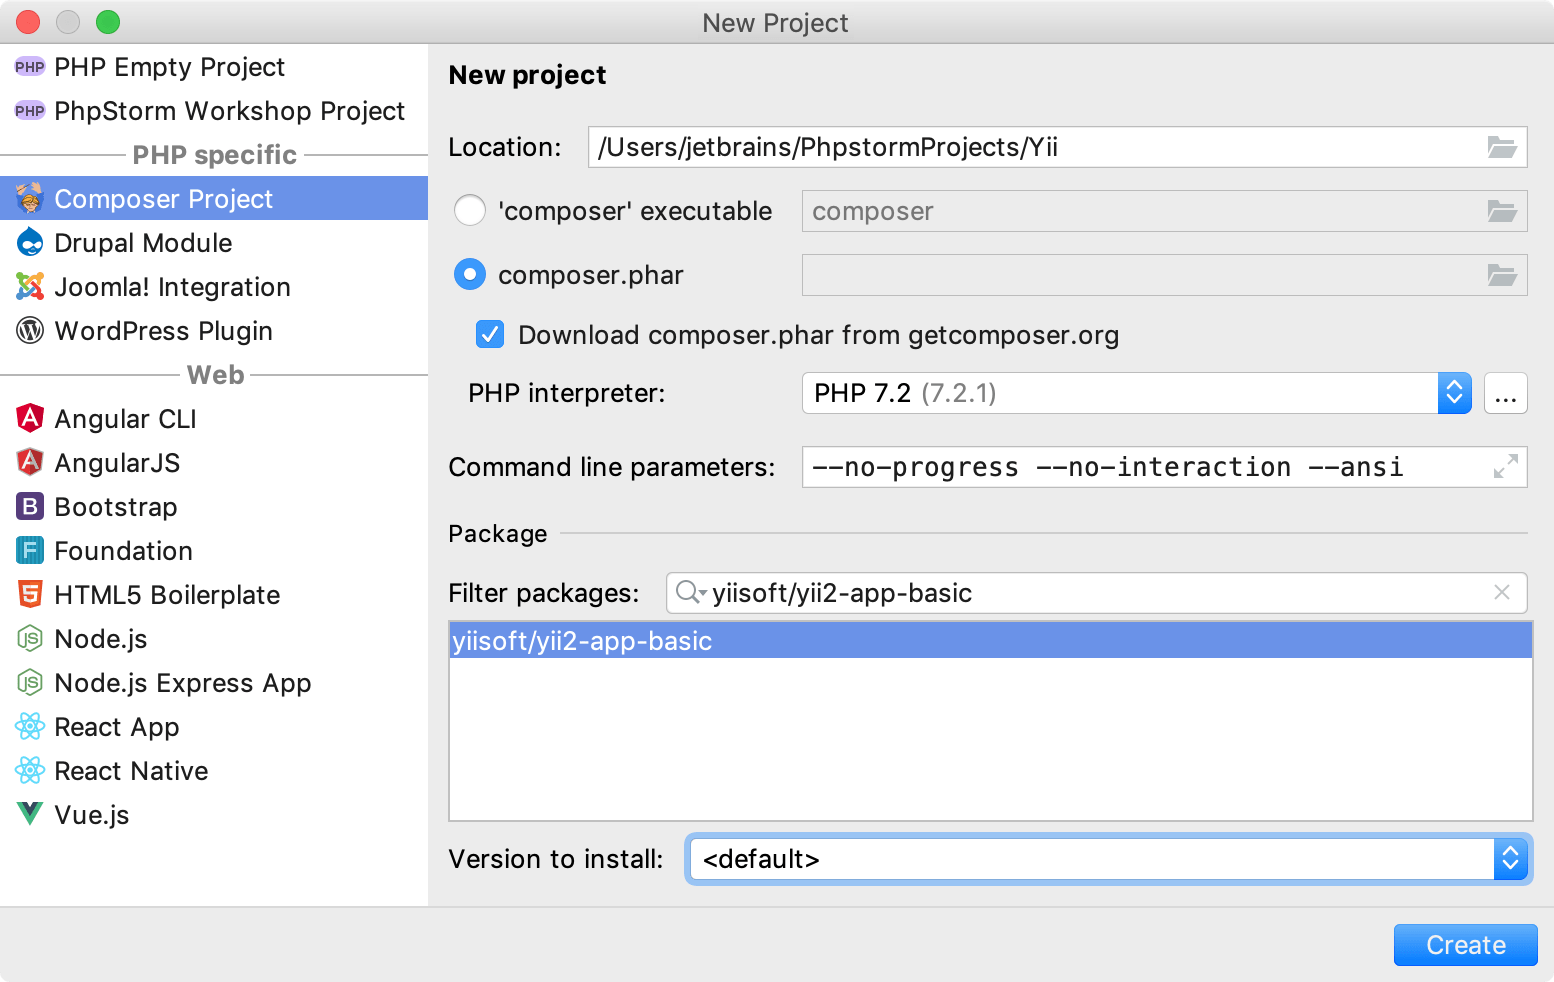 New Project
PHP PHP Empty Project
PHP PhpStorm Workshop Project
PHP specific
Composer Project
Drupal Module
Joomla! Integration
WordPress Plugin
Web
Angular CLI
AngularJS
B Bootstrap
F Foundation
HTML5 Boilerplate
JS Node.js
JS Node.js Express App
React App
React Native
Vue.js
New project
Location: /Users/jetbrains/PhpstormProjects/Yii
'composer' executable composer
composer.phar
Download composer.phar from getcomposer.org
PHP interpreter: PHP 7.2 (7.2.1) ...
Command line parameters: --no-progress --no-interaction --ansi
Package
Filter packages: yiisoft/yii2-app-basic
yiisoft/yii2-app-basic
Version to install: <default>
Create